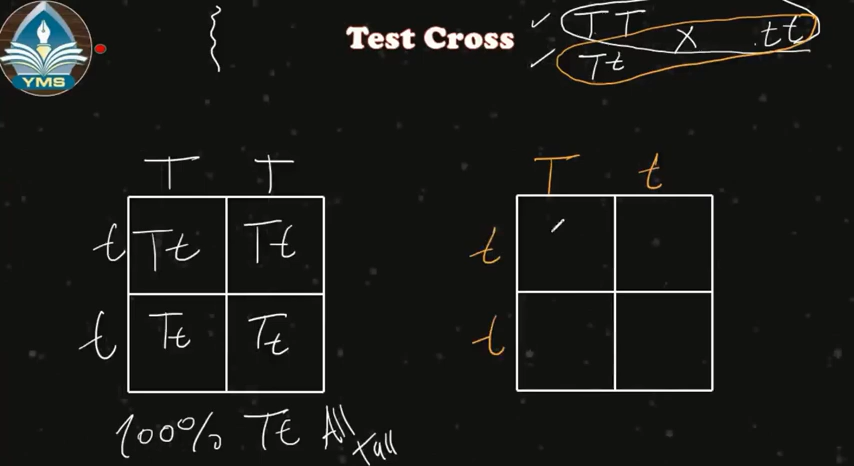 YMS
Test Cross
TT x tt
Tt
T T
t Tt Tt
t Tt Tt
100% Tt All Tall
T t
t
t